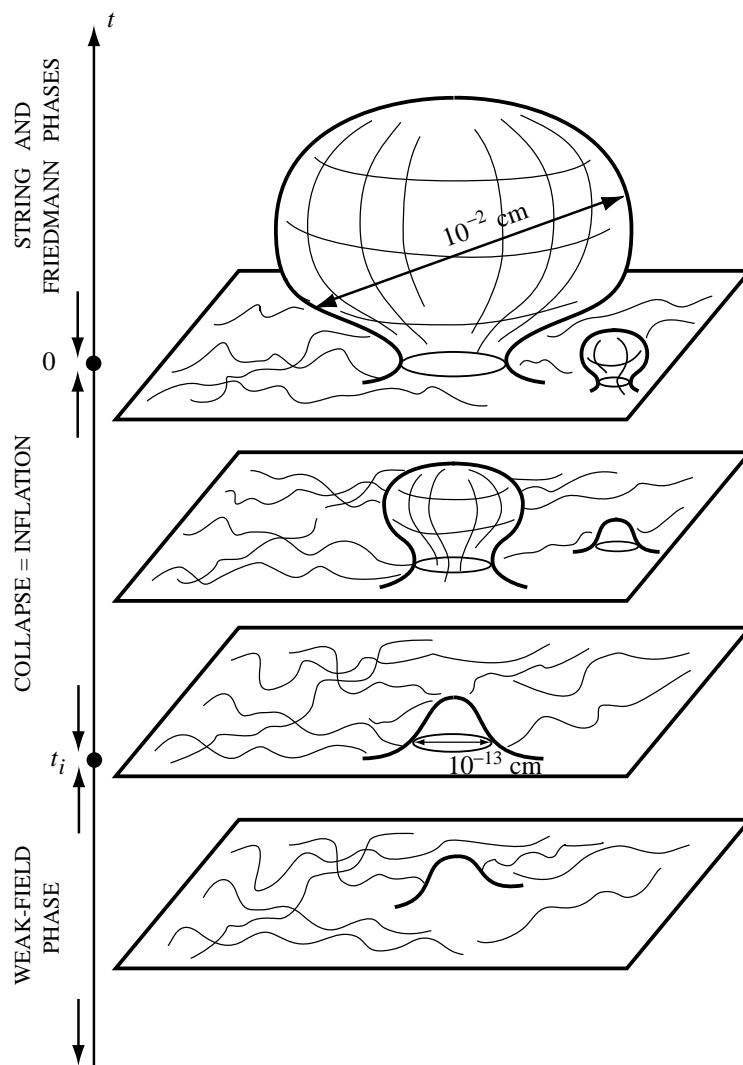 t
STRING AND
FRIEDMANN PHASES
10⁻² cm
0
COLLAPSE = INFLATION
10⁻¹³ cm
tᵢ
WEAK-FIELD
PHASE